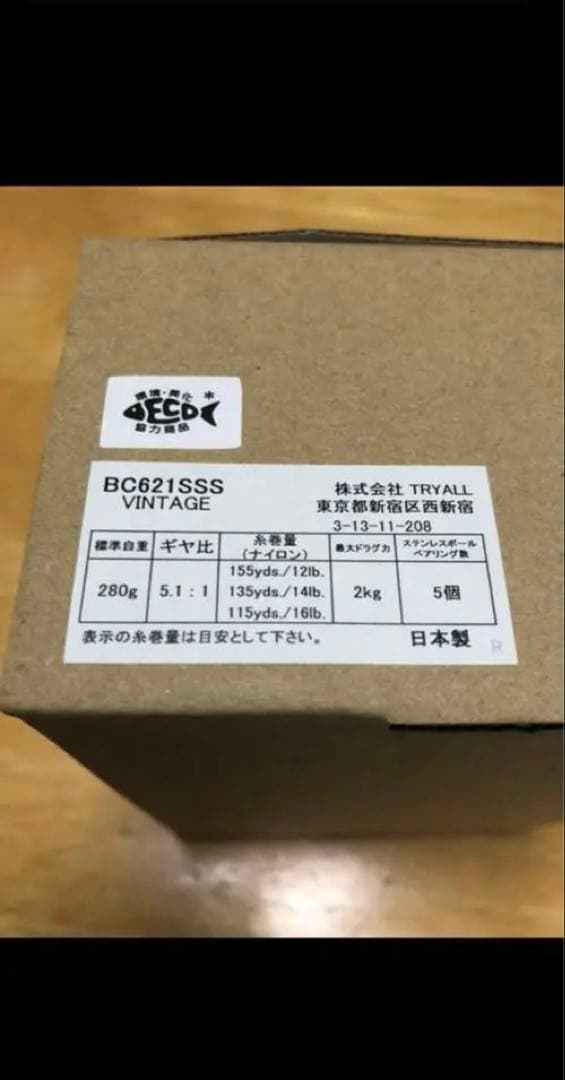 環境・美化
ECO
協力商品
BC621SSS
VINTAGE
株式会社 TRYALL
東京都新宿区西新宿
3-13-11-208
標準自重 ギヤ比 糸巻量(ナイロン) 最大ドラグ力 ステンレスボールベアリング数
280g 5.1:1 155yds./12lb. 2kg 5個
135yds./14lb.
115yds./16lb.
表示の糸巻量は目安として下さい。 日本製 R